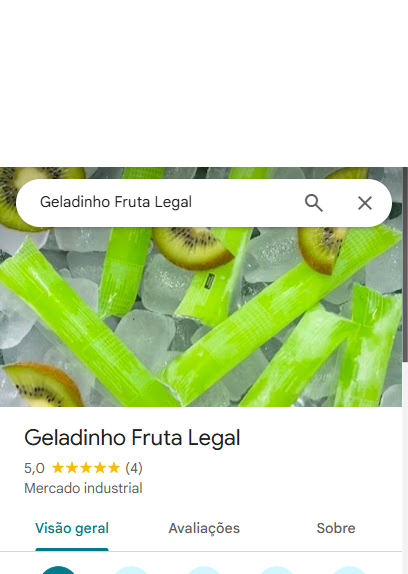 Geladinho Fruta Legal
Geladinho Fruta Legal
5,0 (4)
Mercado industrial
Visão geral Avaliações Sobre